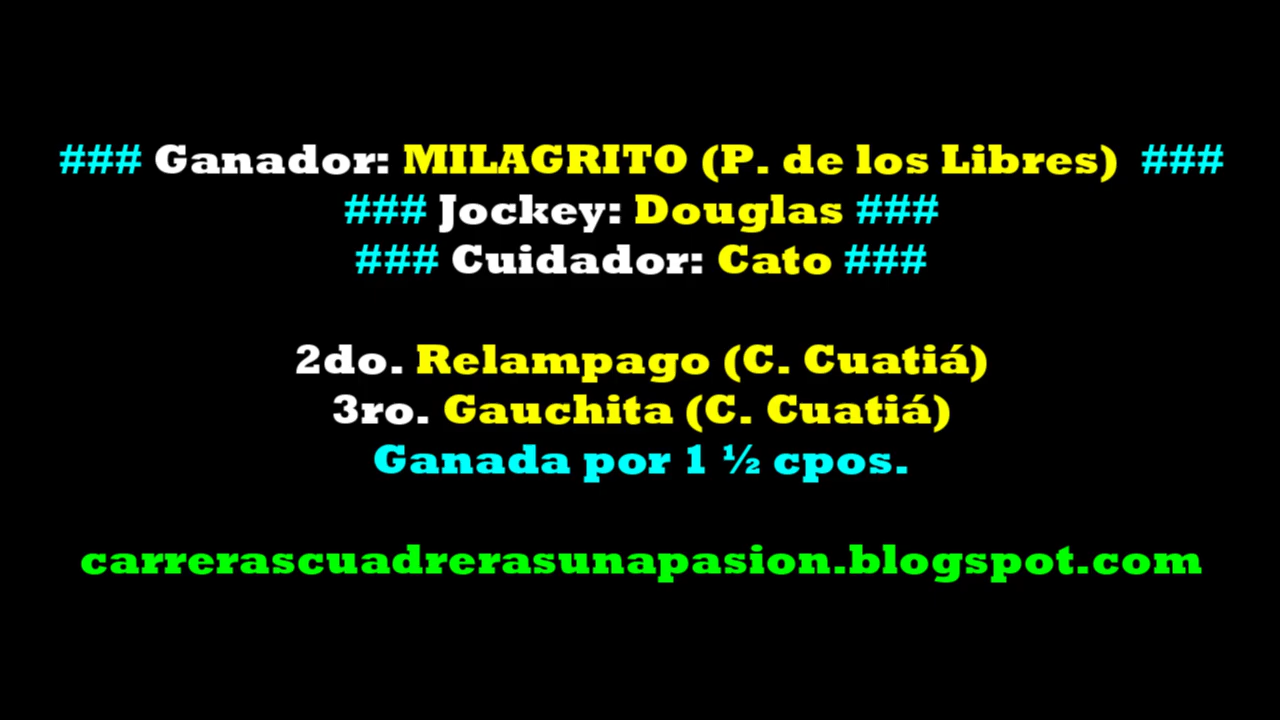 ### Ganador: MILAGRITO (P. de los Libres) ###
### Jockey: Douglas ###
### Cuidador: Cato ###
2do. Relampago (C. Cuatiá)
3ro. Gauchita (C. Cuatiá)
Ganada por 1 ½ cpos.
carrerascuadrerasunapasion.blogspot.com